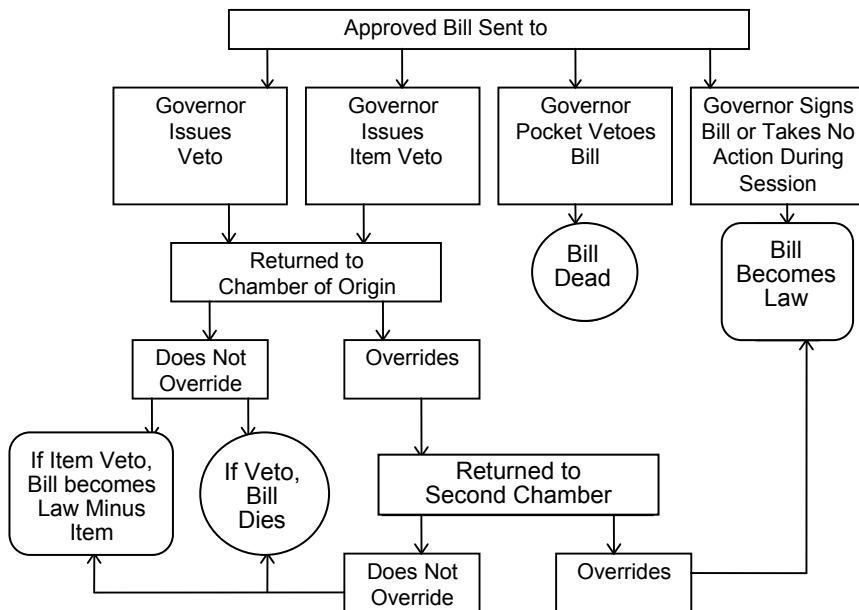 Approved Bill Sent to
Governor
Issues
Veto
Governor
Issues
Item Veto
Governor
Pocket Vetoes
Bill
Governor Signs
Bill or Takes No
Action During
Session
Returned to
Chamber of Origin
Bill
Dead
Bill
Becomes
Law
Does Not
Override
Overrides
If Item Veto,
Bill becomes
Law Minus
Item
If Veto,
Bill
Dies
Returned to
Second Chamber
Does Not
Override
Overrides